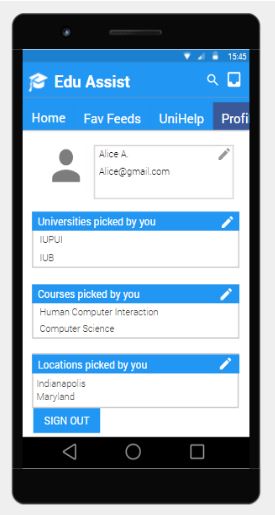 15:45
Edu Assist
Home Fav Feeds UniHelp Profi
Alice A.
Alice@gmail.com
Universities picked by you
IUPUI
IUB
Courses picked by you
Human Computer Interaction
Computer Science
Locations picked by you
Indianapolis
Maryland
SIGN OUT